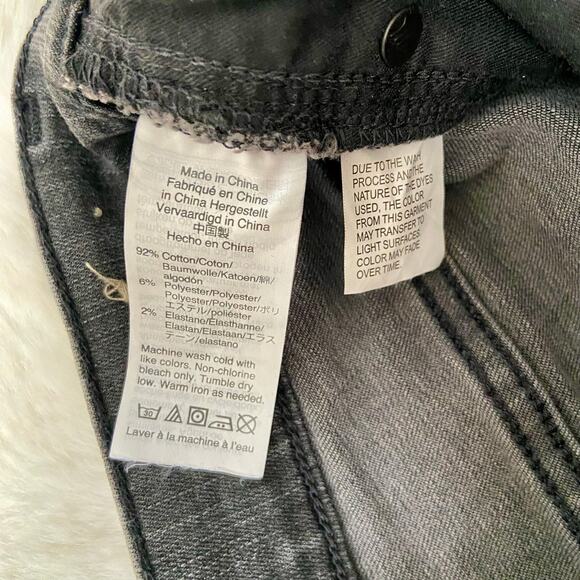 Made in China
Fabriqué en Chine
in China Hergestellt
Vervaardigd in China
中国製
Hecho en China
92% Cotton/Coton/
Baumwolle/Katoen/綿/
algodón
6% Polyester/Polyester/
Polyester/Polyester/ポリ
エステル/poliéster
2% Elastane/Élasthanne/
Elastan/Elastaan/エラス
テーン/elastano
Machine wash cold with
like colors. Non-chlorine
bleach only. Tumble dry
low. Warm iron as needed.
30
Laver à la machine à l'eau
DUE TO THE WASH
PROCESS AND THE
NATURE OF THE DYES
USED, THE COLOR
FROM THIS GARMENT
MAY TRANSFER TO
LIGHT SURFACES.
COLOR MAY FADE
OVER TIME.